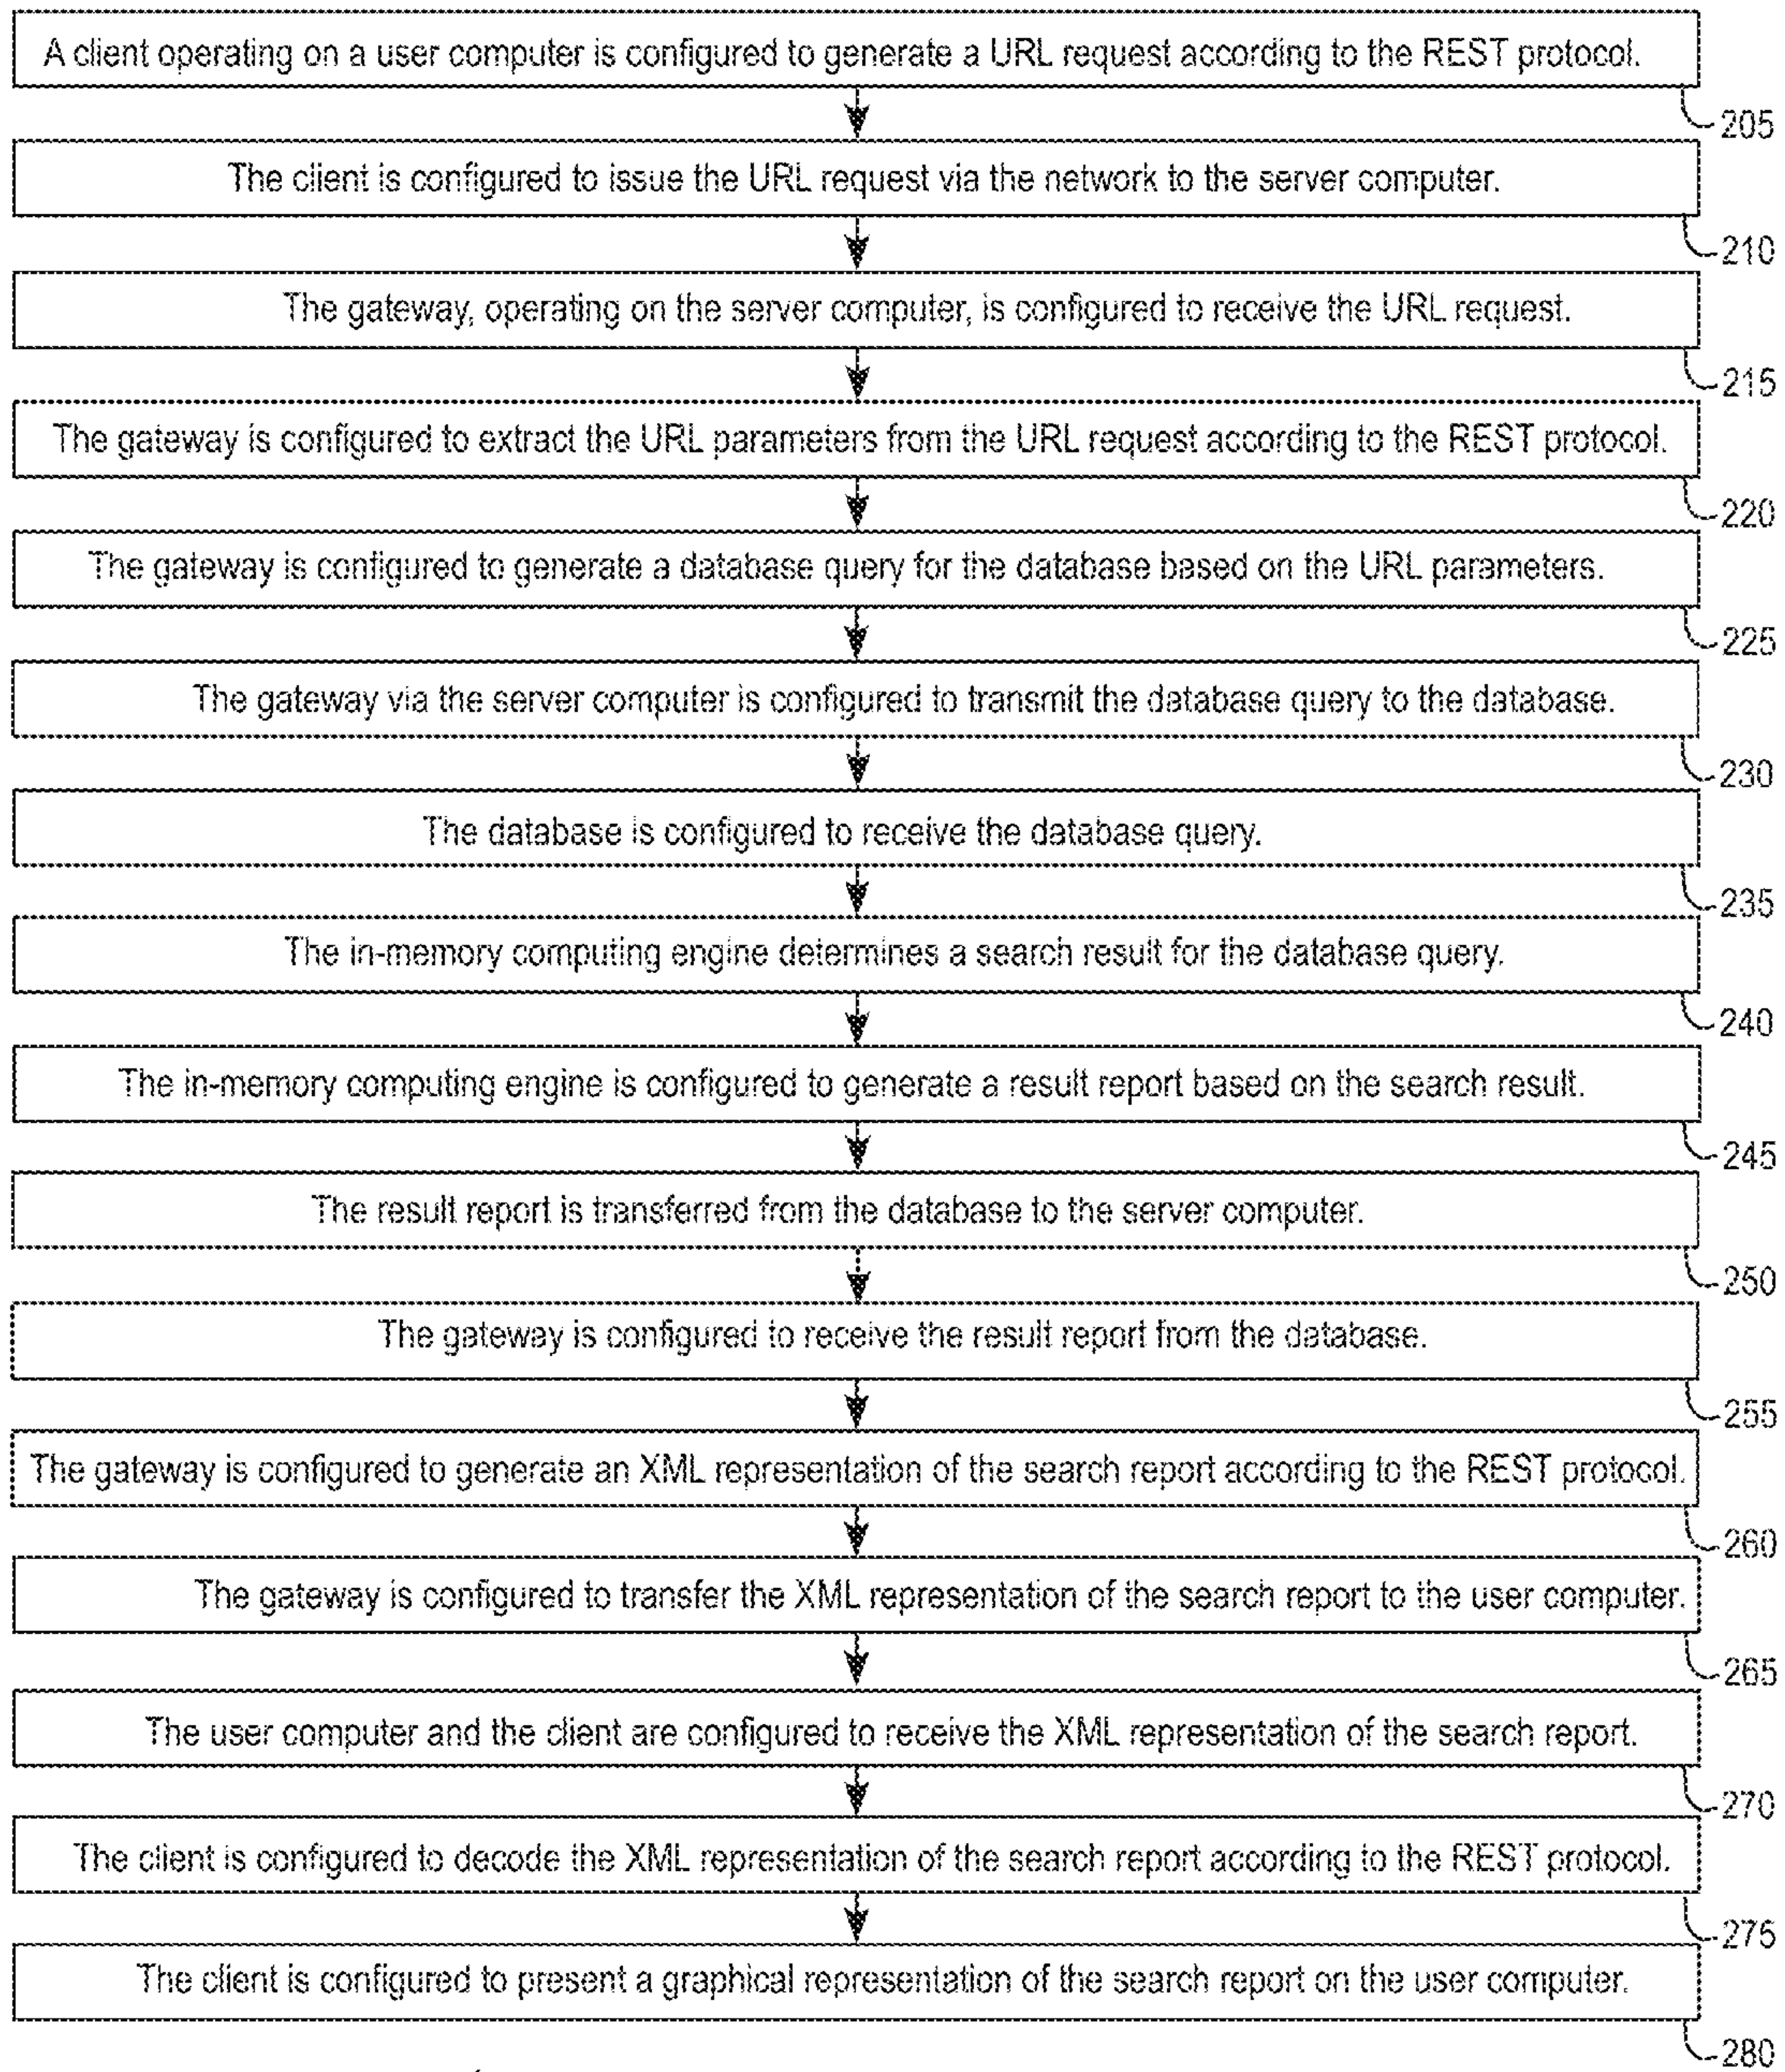 A client operating on a user computer is configured to generate a URL request according to the REST protocol.
205
The client is configured to issue the URL request via the network to the server computer.
210
The gateway, operating on the server computer, is configured to receive the URL request.
215
The gateway is configured to extract the URL parameters from the URL request according to the REST protocol.
220
The gateway is configured to generate a database query for the database based on the URL parameters.
225
The gateway via the server computer is configured to transmit the database query to the database.
230
The database is configured to receive the database query.
235
The in-memory computing engine determines a search result for the database query.
240
The in-memory computing engine is configured to generate a result report based on the search result.
245
The result report is transferred from the database to the server computer.
250
The gateway is configured to receive the result report from the database.
255
The gateway is configured to generate an XML representation of the search report according to the REST protocol.
260
The gateway is configured to transfer the XML representation of the search report to the user computer.
265
The user computer and the client are configured to receive the XML representation of the search report.
270
The client is configured to decode the XML representation of the search report according to the REST protocol.
275
The client is configured to present a graphical representation of the search report on the user computer.
280